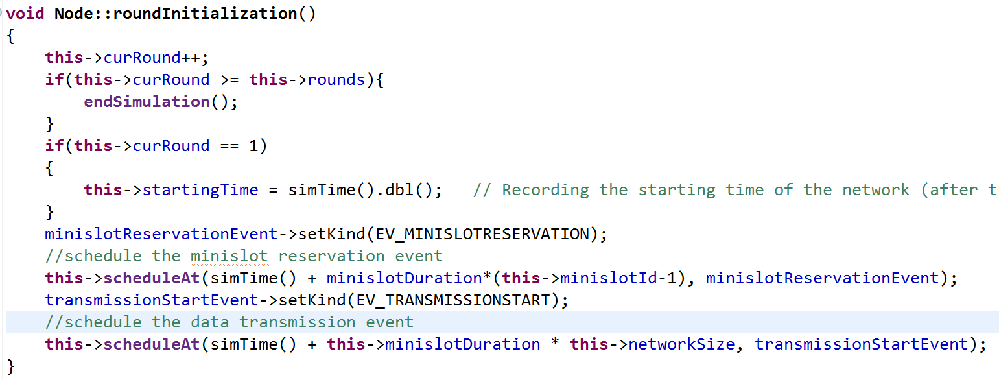 void Node::roundInitialization()
{
    this->curRound++;
    if(this->curRound >= this->rounds){
        endSimulation();
    }
    if(this->curRound == 1)
    {
        this->startingTime = simTime().dbl();   // Recording the starting time of the network (after t
    }
    minislotReservationEvent->setKind(EV_MINISLOTRESERVATION);
    //schedule the minislot reservation event
    this->scheduleAt(simTime() + minislotDuration*(this->minislotId-1), minislotReservationEvent);
    transmissionStartEvent->setKind(EV_TRANSMISSIONSTART);
    //schedule the data transmission event
    this->scheduleAt(simTime() + this->minislotDuration * this->networkSize, transmissionStartEvent);
}